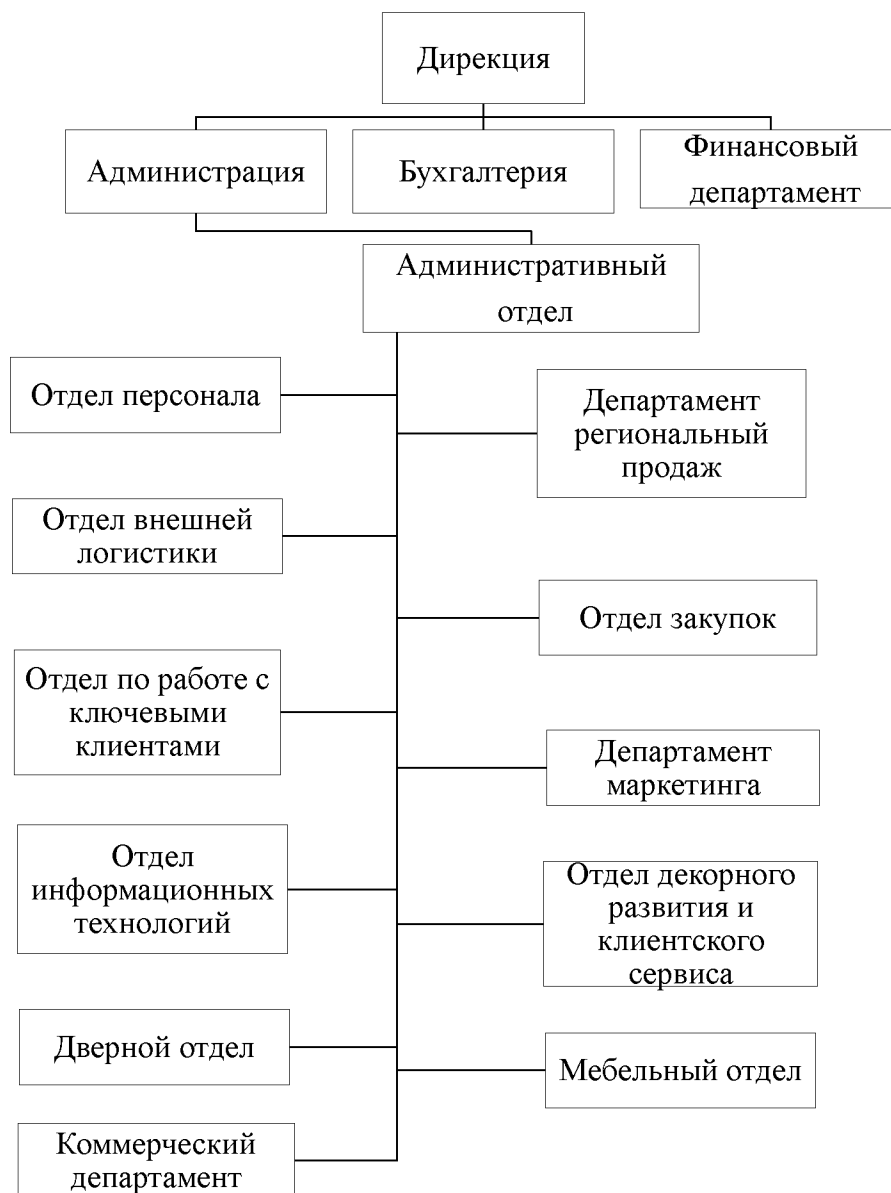 Дирекция
Администрация
Бухгалтерия
Финансовый
департамент
Административный
отдел
Отдел персонала
Департамент
региональный
продаж
Отдел внешней
логистики
Отдел закупок
Отдел по работе с
ключевыми
клиентами
Департамент
маркетинга
Отдел
информационных
технологий
Отдел декорного
развития и
клиентского
сервиса
Дверной отдел
Мебельный отдел
Коммерческий
департамент